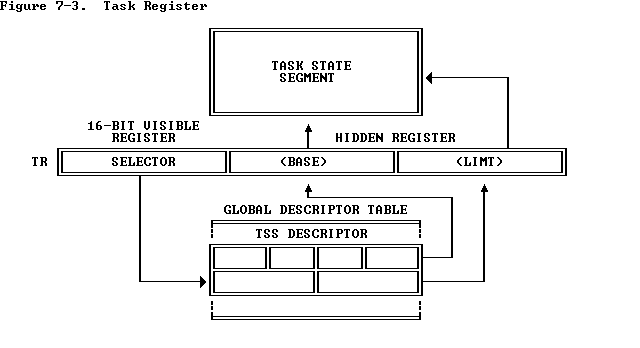 Figure 7-3. Task Register
TASK STATE
SEGMENT
16-BIT VISIBLE
REGISTER
HIDDEN REGISTER
TR
SELECTOR
(BASE)
(LIMT)
GLOBAL DESCRIPTOR TABLE
TSS DESCRIPTOR